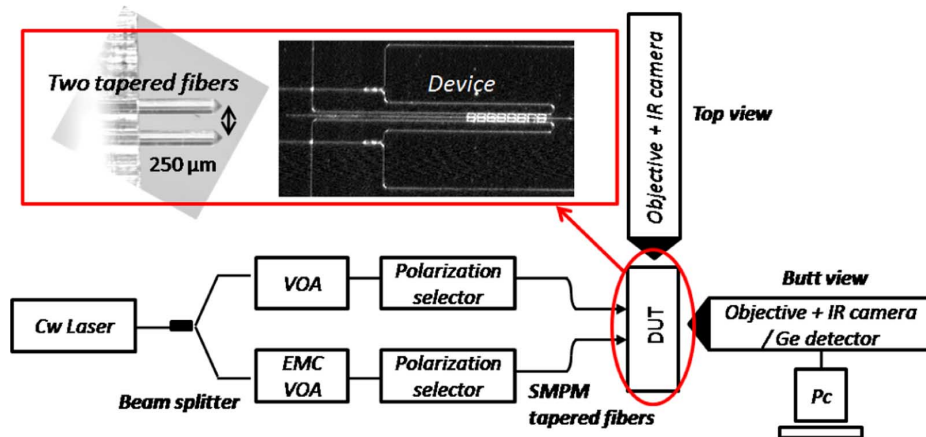 Two tapered fibers
250 μm
Device
Objective + IR camera
Top view
Cw Laser
Beam splitter
VOA
Polarization
selector
EMC
VOA
Polarization
selector
SMPM
tapered fibers
DUT
Butt view
Objective + IR camera
/ Ge detector
Pc